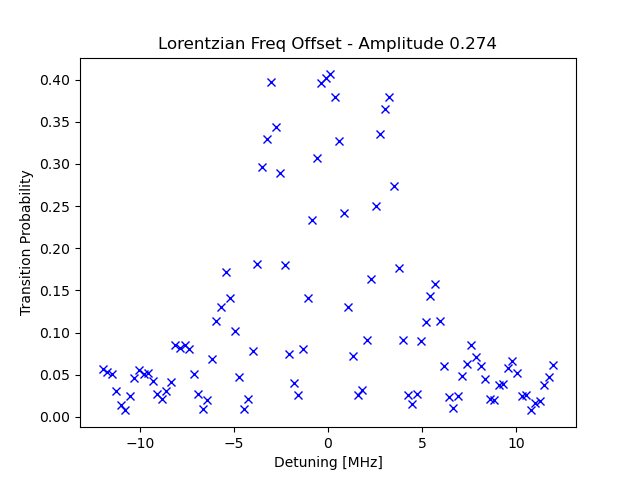 Lorentzian Freq Offset - Amplitude 0.274
0.40
0.35
0.30
0.25
0.20
0.15
0.10
0.05
0.00
Transition Probability
−10 −5 0 5 10
Detuning [MHz]